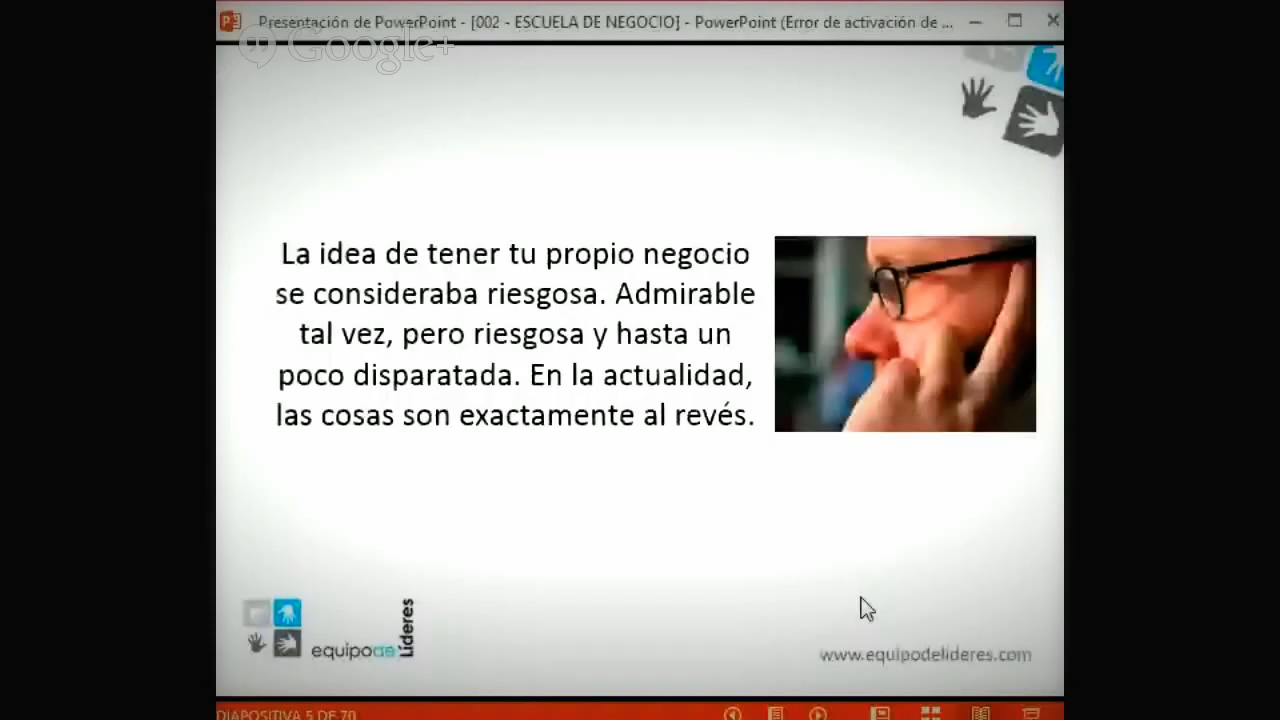 Presentación de PowerPoint - [002 - ESCUELA DE NEGOCIO] - PowerPoint (Error de activación de ...
Google+
La idea de tener tu propio negocio
se consideraba riesgosa. Admirable
tal vez, pero riesgosa y hasta un
poco disparatada. En la actualidad,
las cosas son exactamente al revés.
equipode
Líderes
www.equipodelideres.com
DIAPOSITIVA 5 DE 70